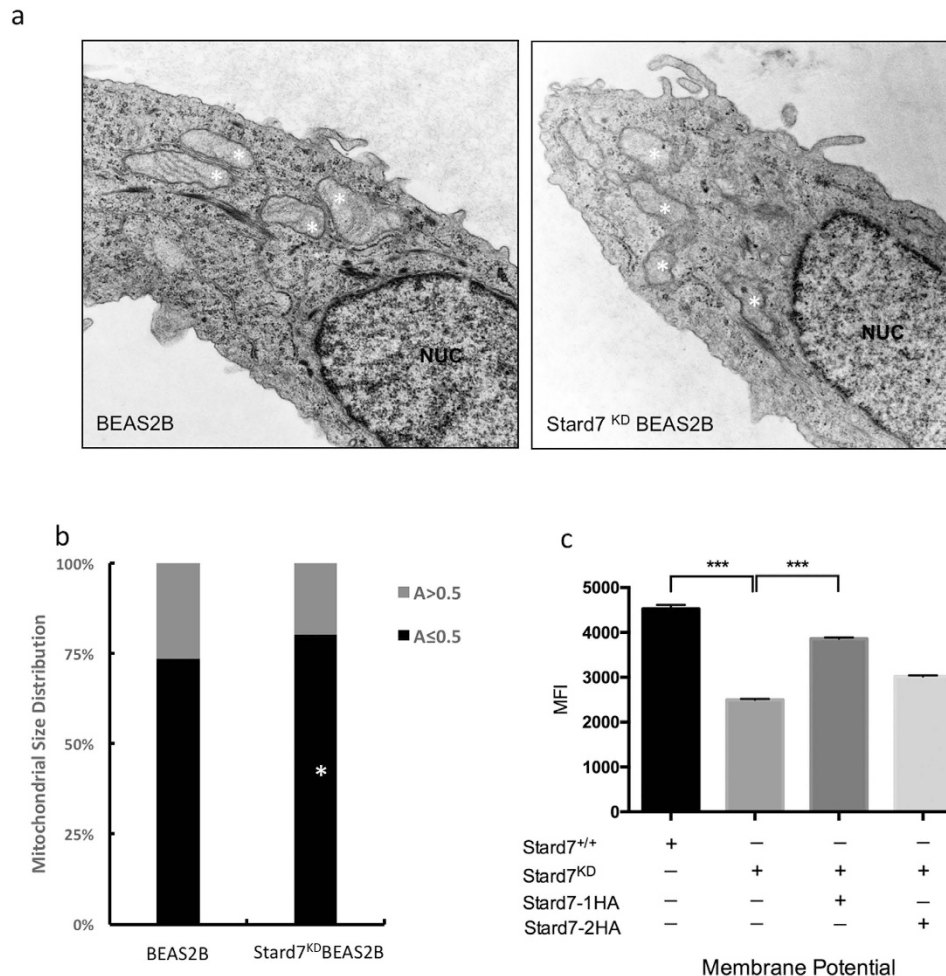 a
* * * * NUC BEAS2B
* * * * NUC Stard7 KD BEAS2B
b
100%
75%
50%
25%
0%
Mitochondrial Size Distribution
A>0.5
A≤0.5
*
BEAS2B Stard7KDBEAS2B
c
*** ***
5000
4000
3000
2000
1000
0
MFI
Stard7+/+ + – – –
Stard7KD – + + +
Stard7-1HA – – + –
Stard7-2HA – – – +
Membrane Potential